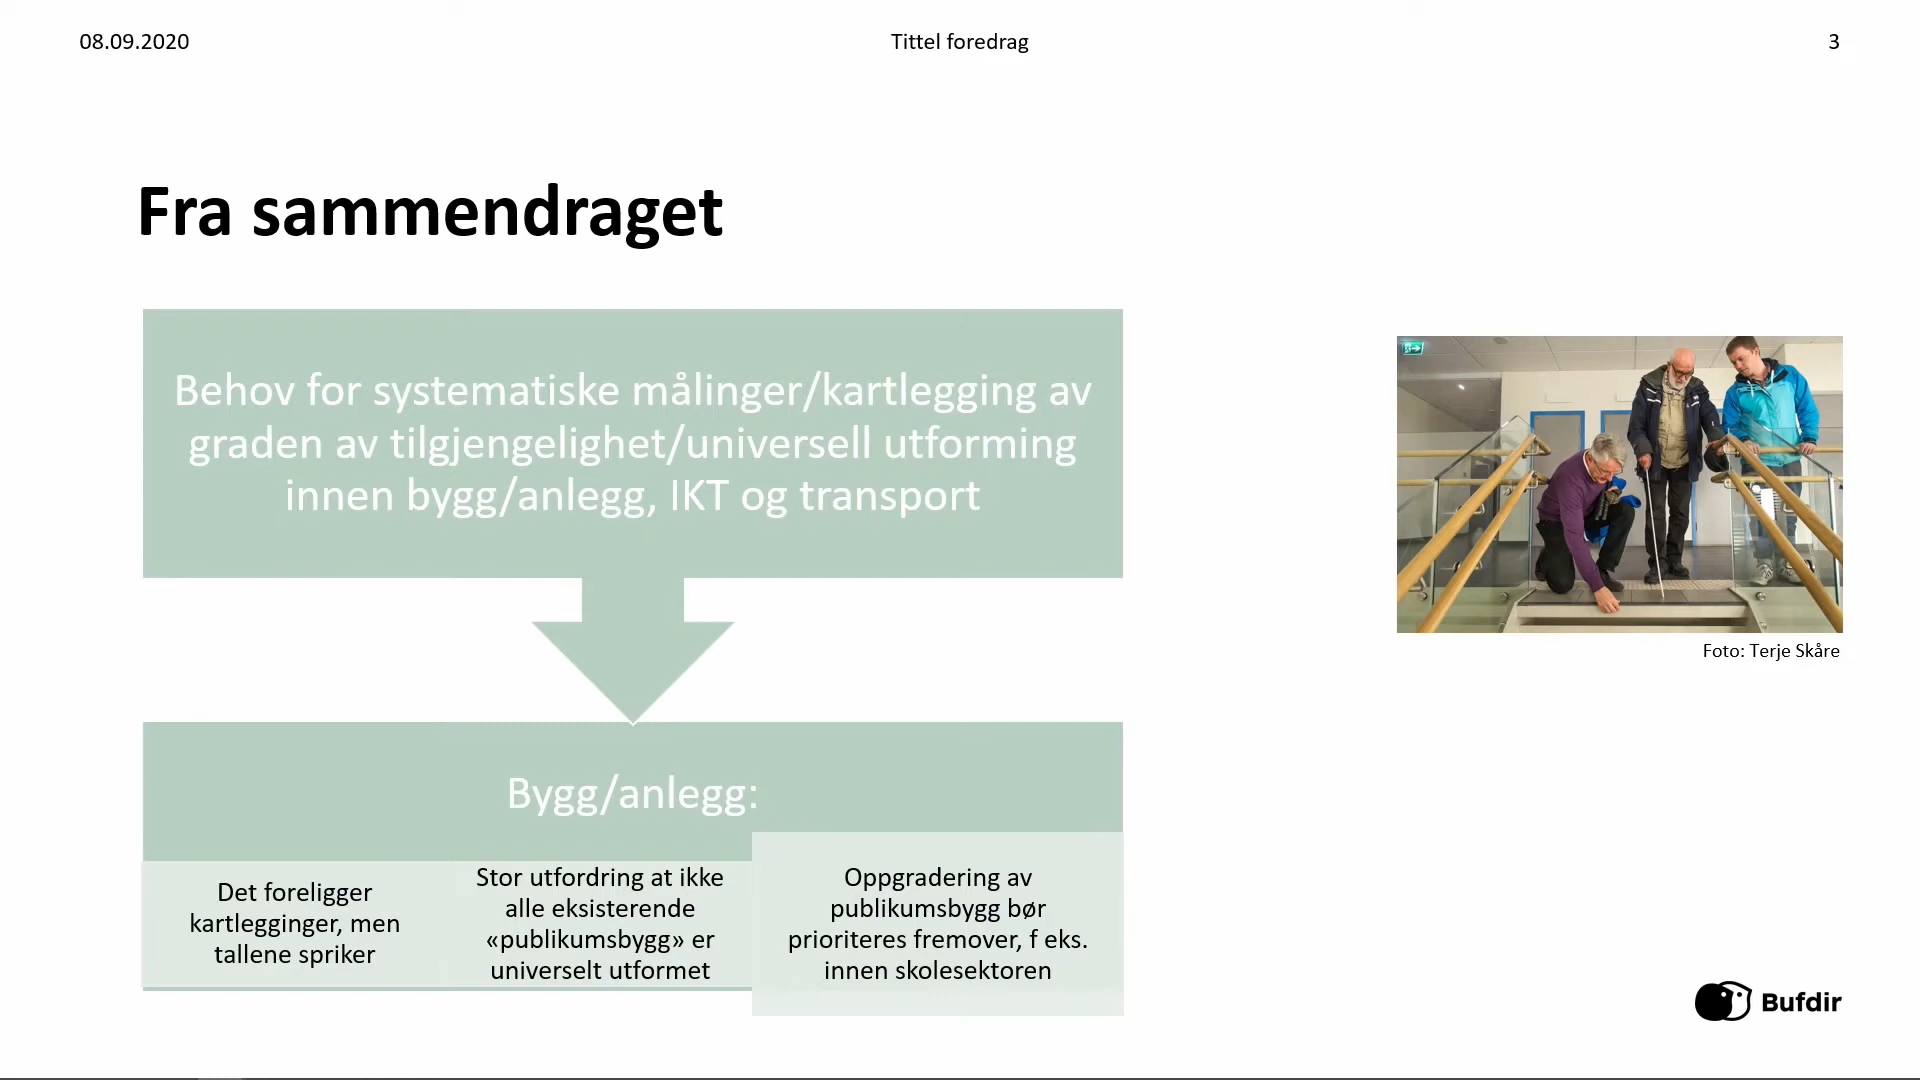 08.09.2020
Tittel foredrag
3
Fra sammendraget
Behov for systematiske målinger/kartlegging av
graden av tilgjengelighet/universell utforming
innen bygg/anlegg, IKT og transport
Foto: Terje Skåre
Bygg/anlegg:
Det foreligger
kartlegginger, men
tallene spriker
Stor utfordring at ikke
alle eksisterende
«publikumsbygg» er
universelt utformet
Oppgradering av
publikumsbygg bør
prioriteres fremover, f eks.
innen skolesektoren
Bufdir